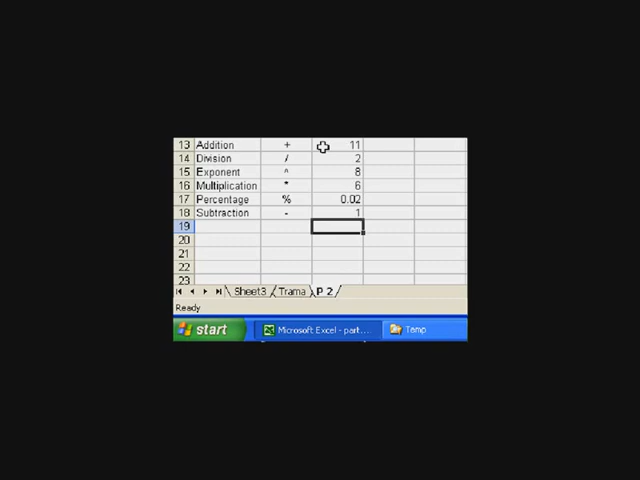 13 Addition + 11
14 Division / 2
15 Exponent ^ 8
16 Multiplication * 6
17 Percentage % 0.02
18 Subtraction - 1
19
20
21
22
23
Sheet3 Trama P 2
Ready
start Microsoft Excel - part... Temp